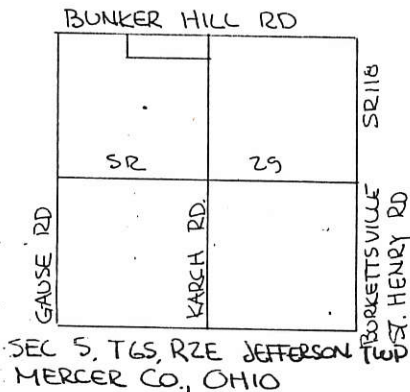 BUNKER HILL RD
SR118
SR 29
GAUSE RD
KARCH RD.
BURKETTSVILLE
ST. HENRY RD
SEC 5, T6S, R2E JEFFERSON TWP
MERCER CO., OHIO